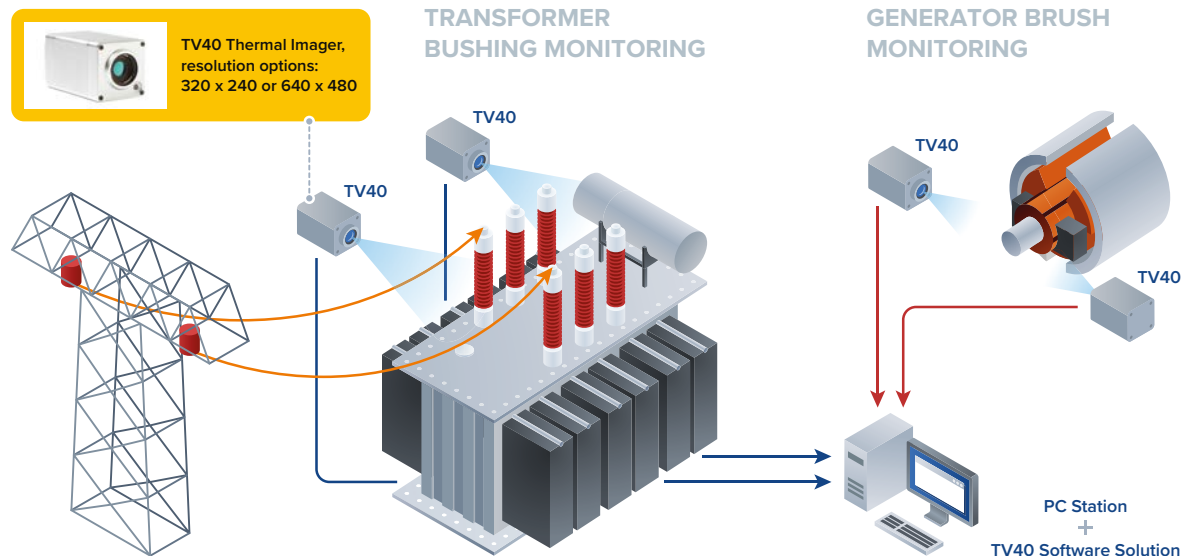 TV40 Thermal Imager,
resolution options:
320 x 240 or 640 x 480
TRANSFORMER
BUSHING MONITORING
GENERATOR BRUSH
MONITORING
TV40
TV40
TV40
TV40
PC Station
+
TV40 Software Solution